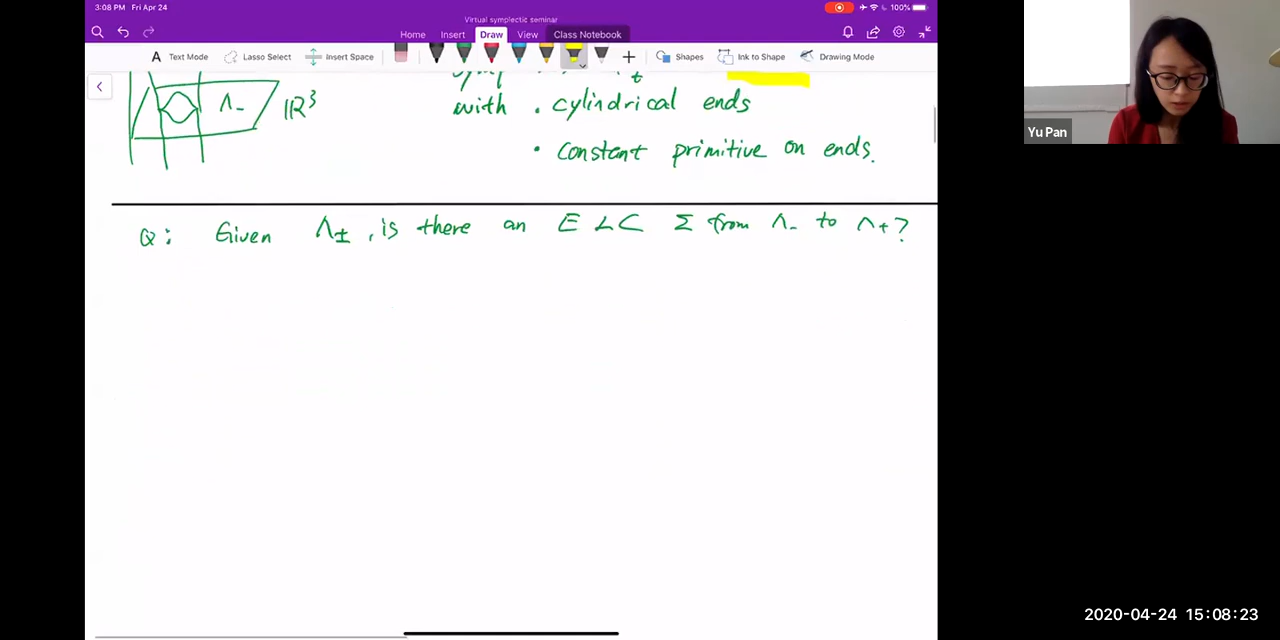 3:08 PM Fri Apr 24
100%
Virtual symplectic seminar
Home Insert Draw View Class Notebook
Text Mode Lasso Select Insert Space Shapes Ink to Shape Drawing Mode
Λ- ℝ³
with · cylindrical ends
· constant primitive on ends.
Q: Given Λ±, is there an ELC Σ from Λ- to Λ+?
Yu Pan
2020-04-24 15:08:23